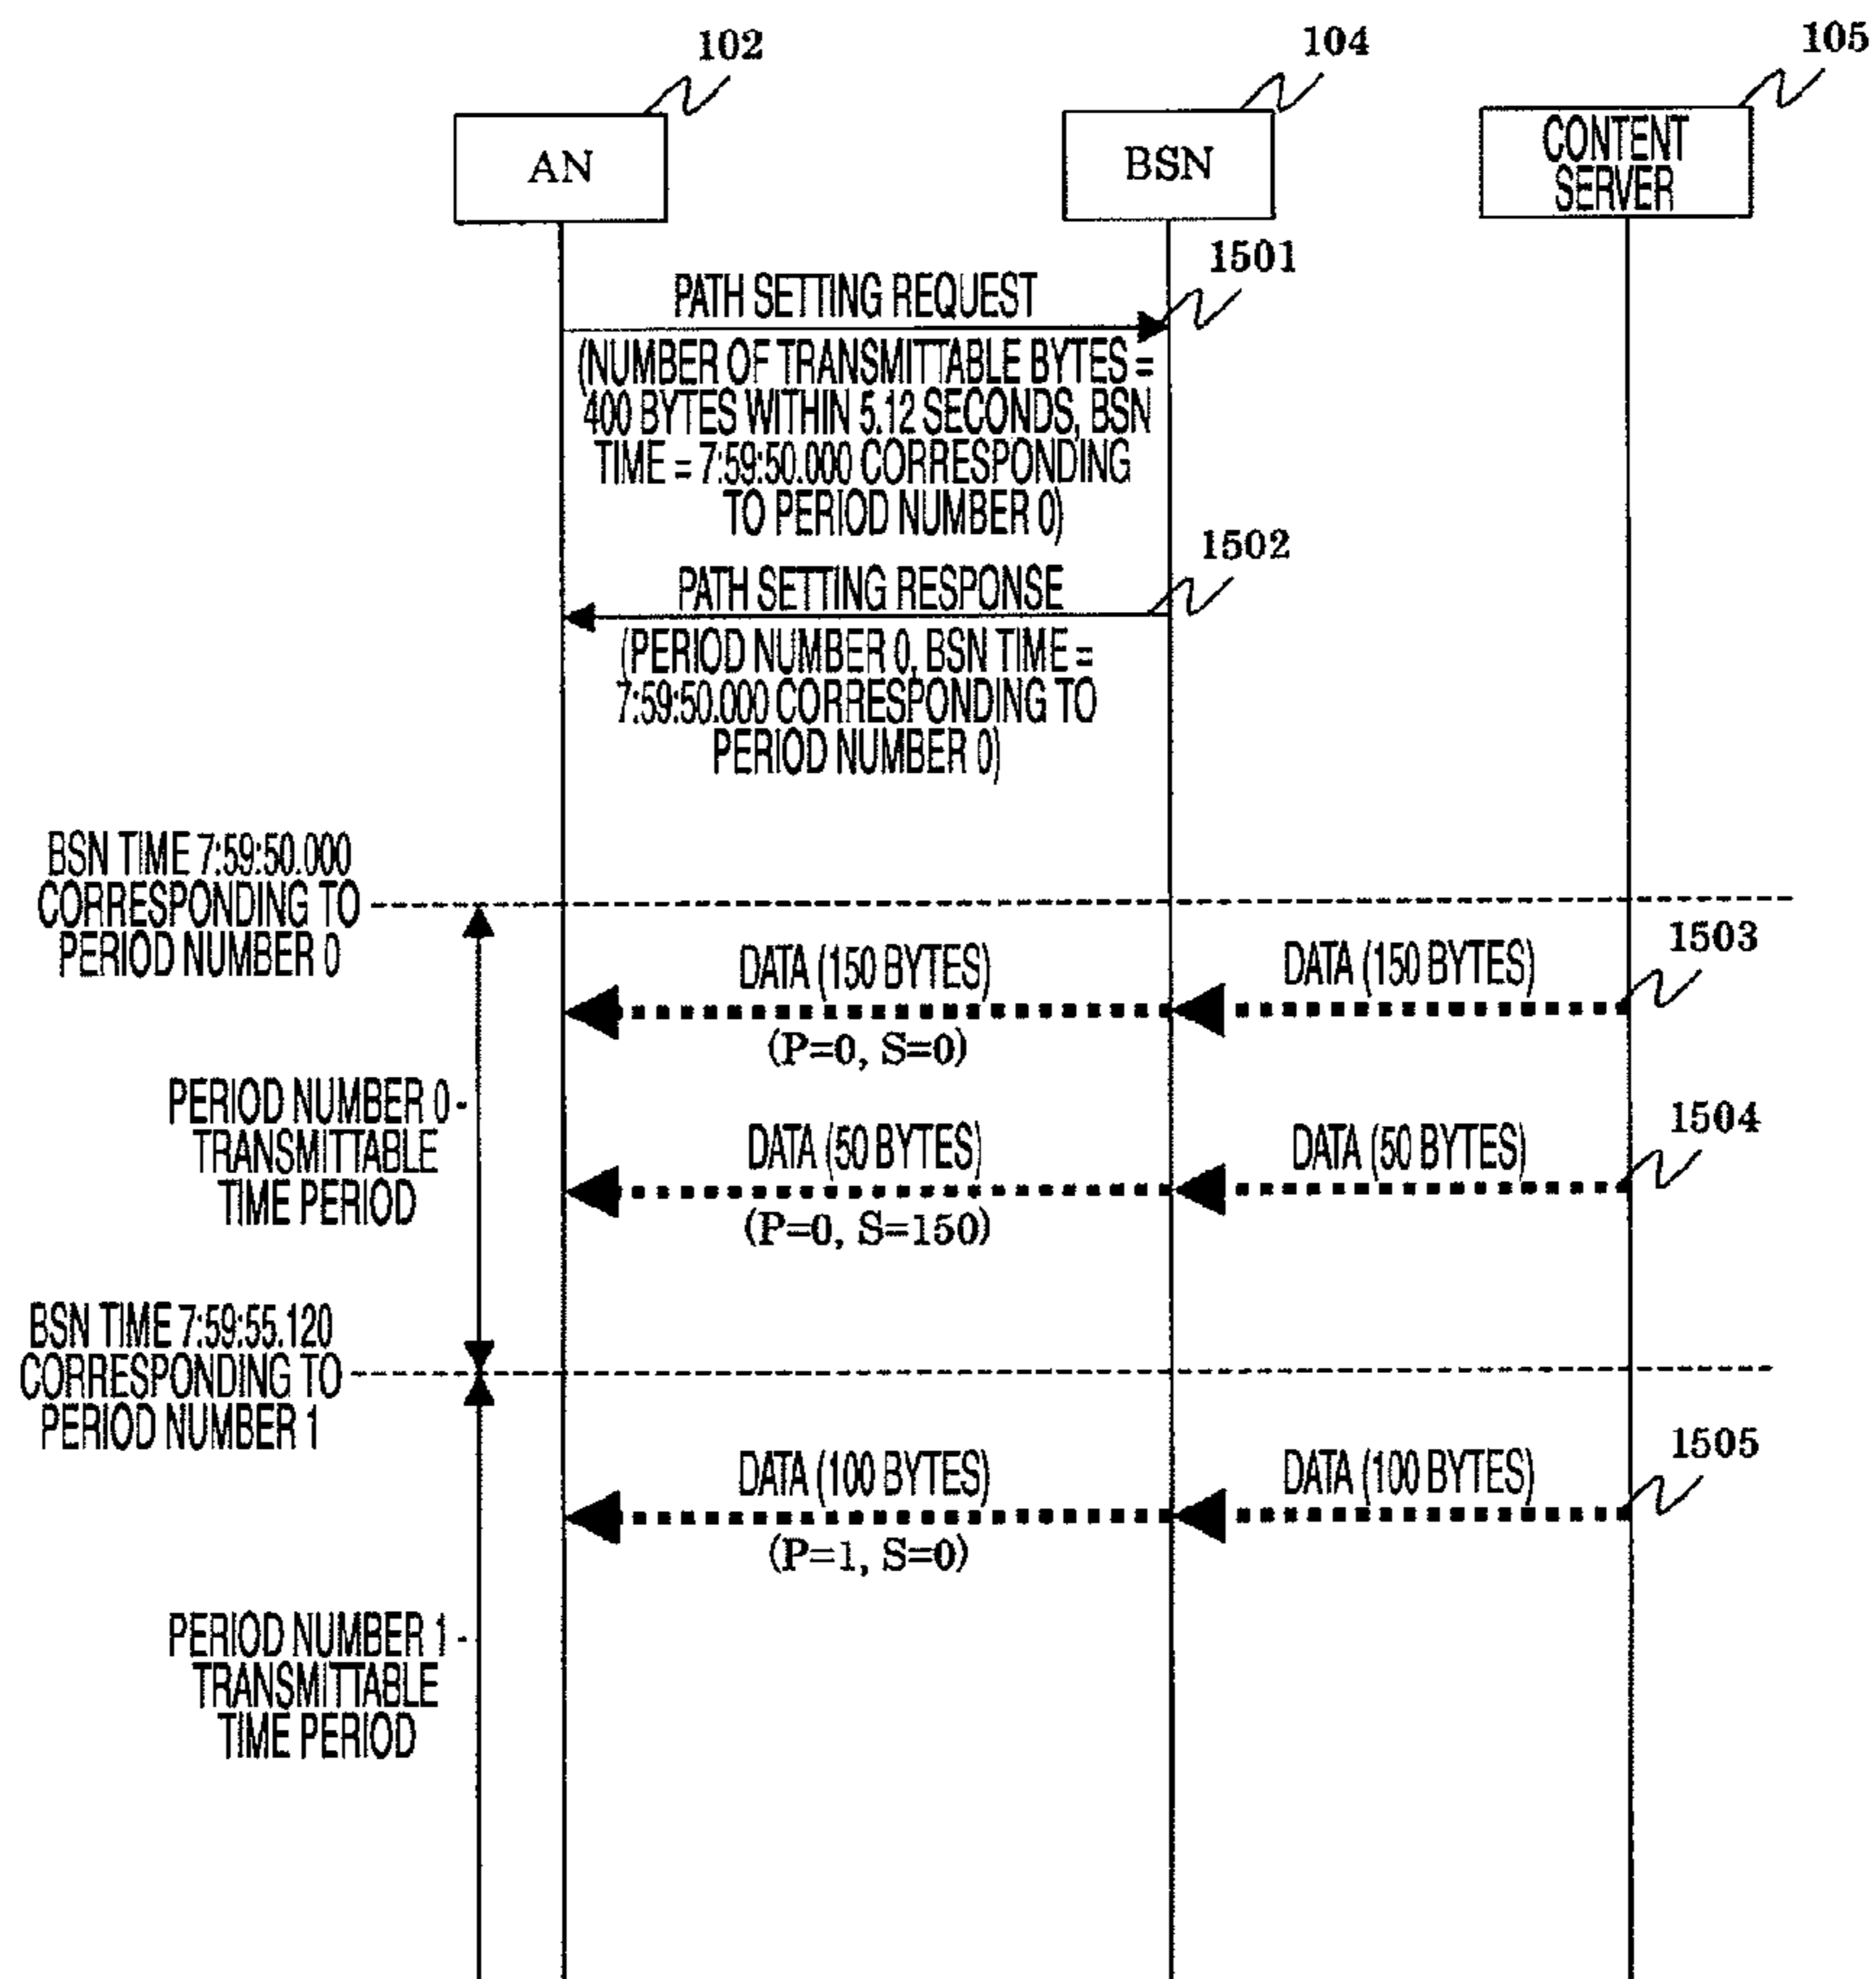 102
104
105
AN
BSN
CONTENT
SERVER
1501
PATH SETTING REQUEST
(NUMBER OF TRANSMITTABLE BYTES =
400 BYTES WITHIN 5.12 SECONDS, BSN
TIME = 7:59:50.000 CORRESPONDING
TO PERIOD NUMBER 0)
1502
PATH SETTING RESPONSE
(PERIOD NUMBER 0, BSN TIME =
7:59:50.000 CORRESPONDING TO
PERIOD NUMBER 0)
BSN TIME 7:59:50.000
CORRESPONDING TO
PERIOD NUMBER 0
1503
DATA (150 BYTES)
DATA (150 BYTES)
(P=0, S=0)
PERIOD NUMBER 0
TRANSMITTABLE
TIME PERIOD
1504
DATA (50 BYTES)
DATA (50 BYTES)
(P=0, S=150)
BSN TIME 7:59:55.120
CORRESPONDING TO
PERIOD NUMBER 1
1505
DATA (100 BYTES)
DATA (100 BYTES)
(P=1, S=0)
PERIOD NUMBER 1
TRANSMITTABLE
TIME PERIOD